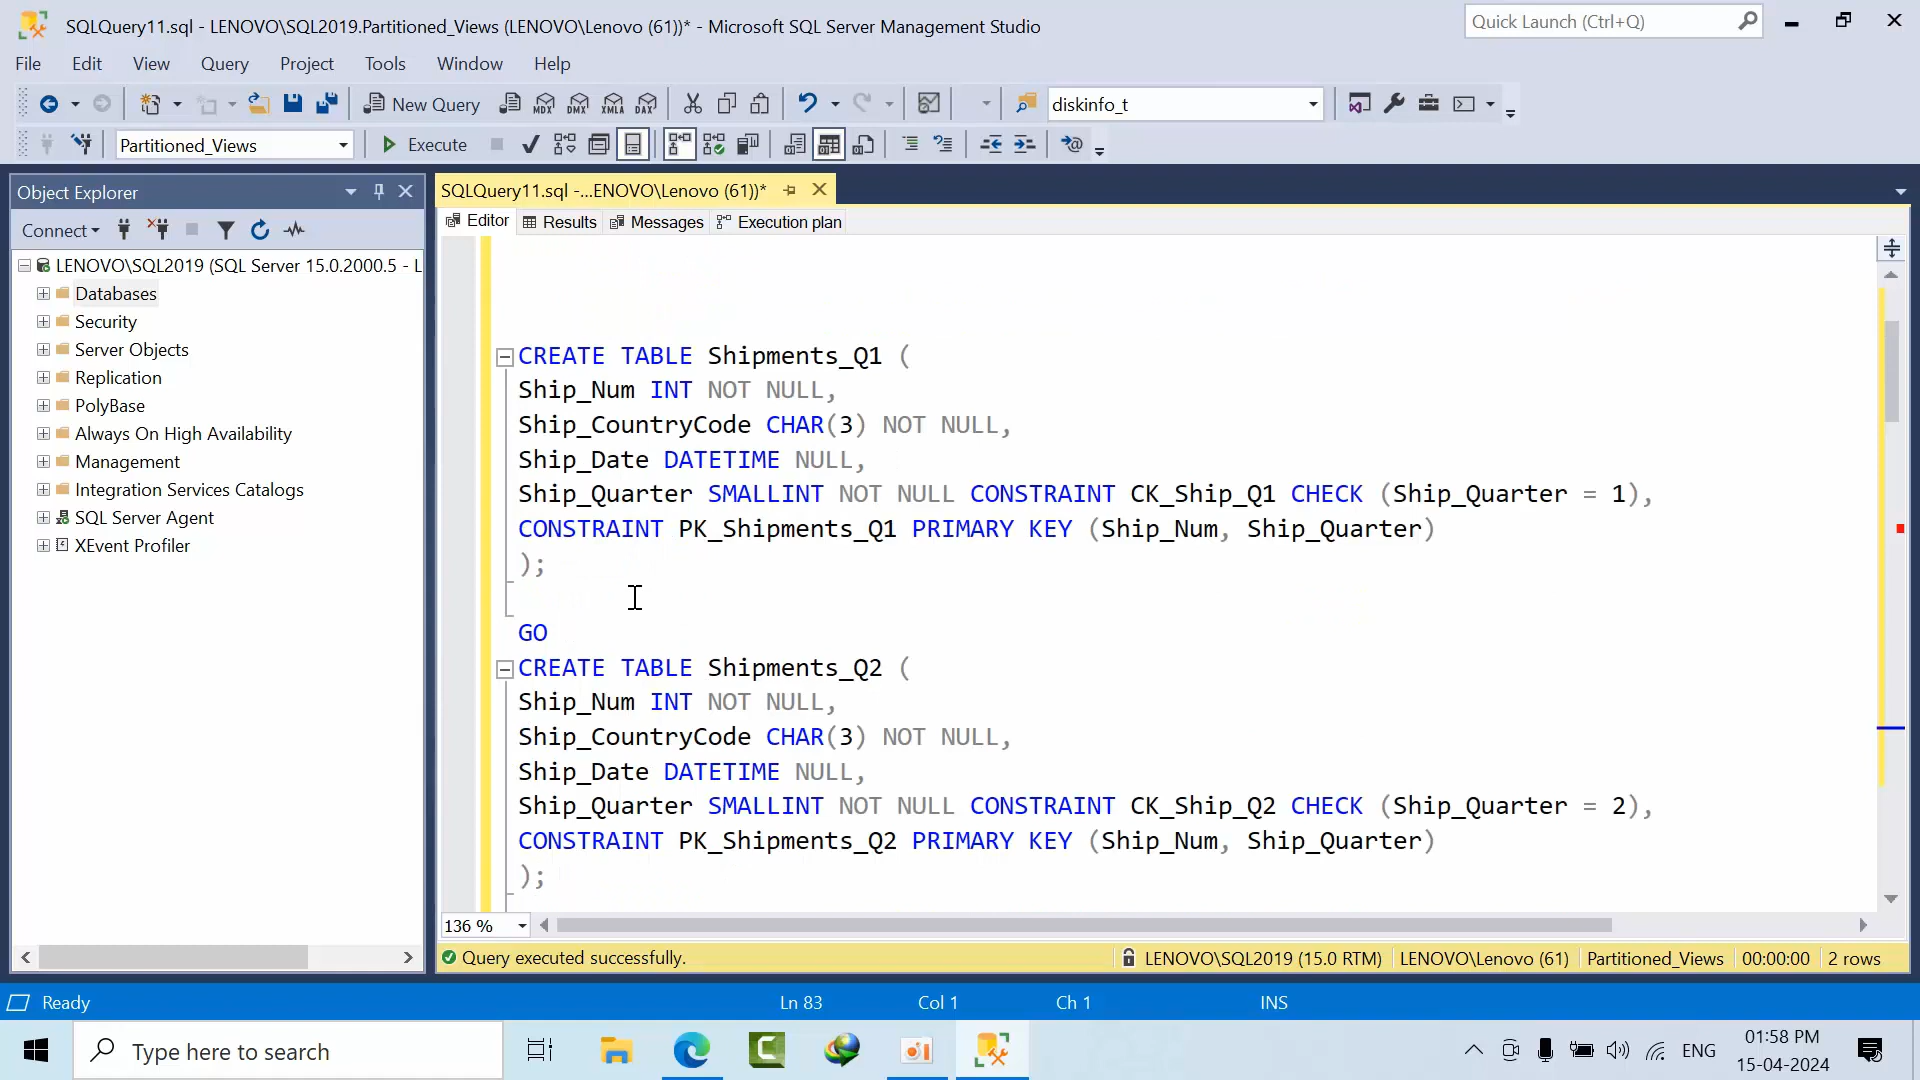 SQLQuery11.sql - LENOVO\SQL2019.Partitioned_Views (LENOVO\Lenovo (61))* - Microsoft SQL Server Management Studio
Quick Launch (Ctrl+Q)
File Edit View Query Project Tools Window Help
New Query
MDX DMX XMLA DAX
diskinfo_t
Partitioned_Views
Execute
Object Explorer
SQLQuery11.sql -...ENOVO\Lenovo (61))*
Editor Results Messages Execution plan
Connect
LENOVO\SQL2019 (SQL Server 15.0.2000.5 - L
Databases
Security
Server Objects
Replication
PolyBase
Always On High Availability
Management
Integration Services Catalogs
SQL Server Agent
XEvent Profiler
CREATE TABLE Shipments_Q1 (
Ship_Num INT NOT NULL,
Ship_CountryCode CHAR(3) NOT NULL,
Ship_Date DATETIME NULL,
Ship_Quarter SMALLINT NOT NULL CONSTRAINT CK_Ship_Q1 CHECK (Ship_Quarter = 1),
CONSTRAINT PK_Shipments_Q1 PRIMARY KEY (Ship_Num, Ship_Quarter)
);
GO
CREATE TABLE Shipments_Q2 (
Ship_Num INT NOT NULL,
Ship_CountryCode CHAR(3) NOT NULL,
Ship_Date DATETIME NULL,
Ship_Quarter SMALLINT NOT NULL CONSTRAINT CK_Ship_Q2 CHECK (Ship_Quarter = 2),
CONSTRAINT PK_Shipments_Q2 PRIMARY KEY (Ship_Num, Ship_Quarter)
);
136 %
Query executed successfully.
LENOVO\SQL2019 (15.0 RTM) LENOVO\Lenovo (61) Partitioned_Views 00:00:00 2 rows
Ready
Ln 83 Col 1 Ch 1 INS
Type here to search
ENG
01:58 PM
15-04-2024